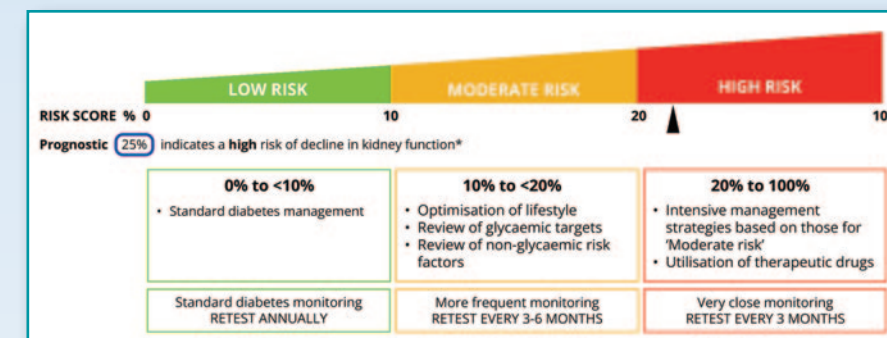 LOW RISK MODERATE RISK HIGH RISK
RISK SCORE % 0 10 20 10
Prognostic 25% indicates a high risk of decline in kidney function*
0% to <10%
• Standard diabetes management
10% to <20%
• Optimisation of lifestyle
• Review of glycaemic targets
• Review of non-glycaemic risk
factors
20% to 100%
• Intensive management
strategies based on those for
‘Moderate risk’
• Utilisation of therapeutic drugs
Standard diabetes monitoring
RETEST ANNUALLY
More frequent monitoring
RETEST EVERY 3-6 MONTHS
Very close monitoring
RETEST EVERY 3 MONTHS